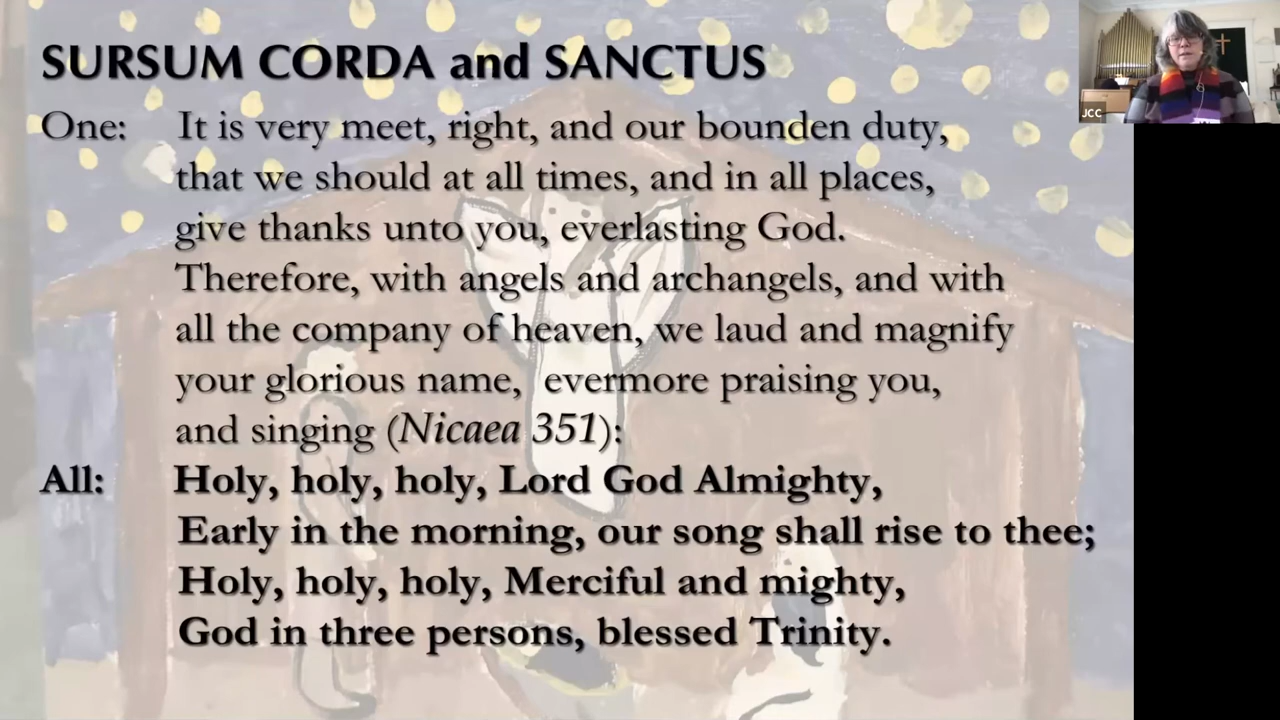 SURSUM CORDA and SANCTUS
One: It is very meet, right, and our bounden duty,
that we should at all times, and in all places,
give thanks unto you, everlasting God.
Therefore, with angels and archangels, and with
all the company of heaven, we laud and magnify
your glorious name, evermore praising you,
and singing (Nicaea 351):
All: Holy, holy, holy, Lord God Almighty,
Early in the morning, our song shall rise to thee;
Holy, holy, holy, Merciful and mighty,
God in three persons, blessed Trinity.
JCC